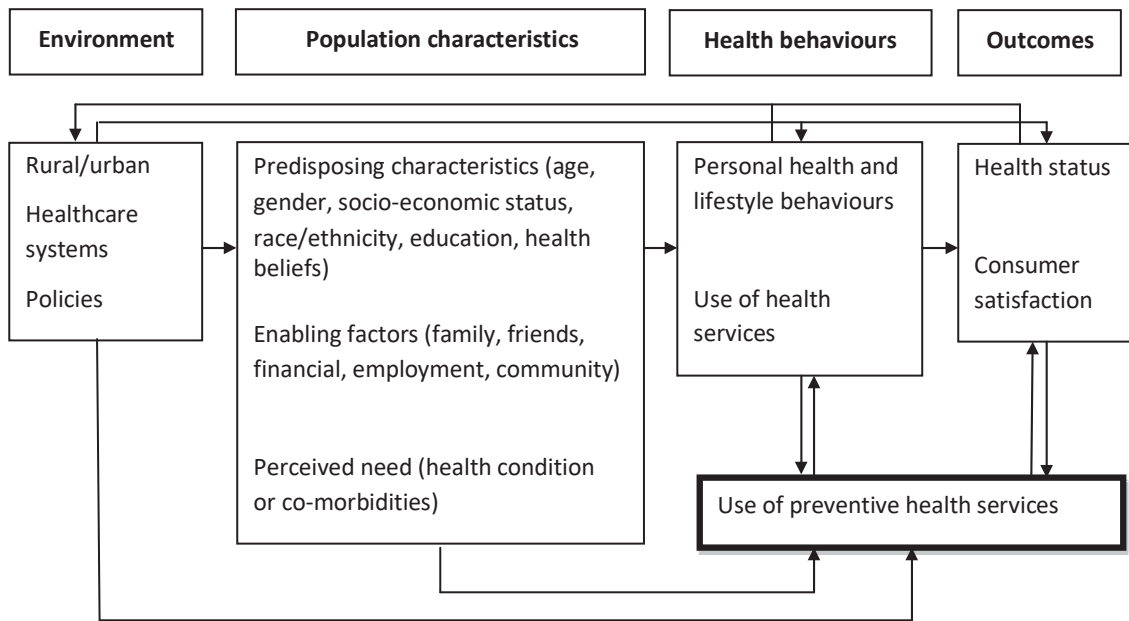 Environment
Population characteristics
Health behaviours
Outcomes
Rural/urban
Healthcare
systems
Policies
Predisposing characteristics (age,
gender, socio-economic status,
race/ethnicity, education, health
beliefs)
Enabling factors (family, friends,
financial, employment, community)
Perceived need (health condition
or co-morbidities)
Personal health and
lifestyle behaviours
Use of health
services
Health status
Consumer
satisfaction
Use of preventive health services